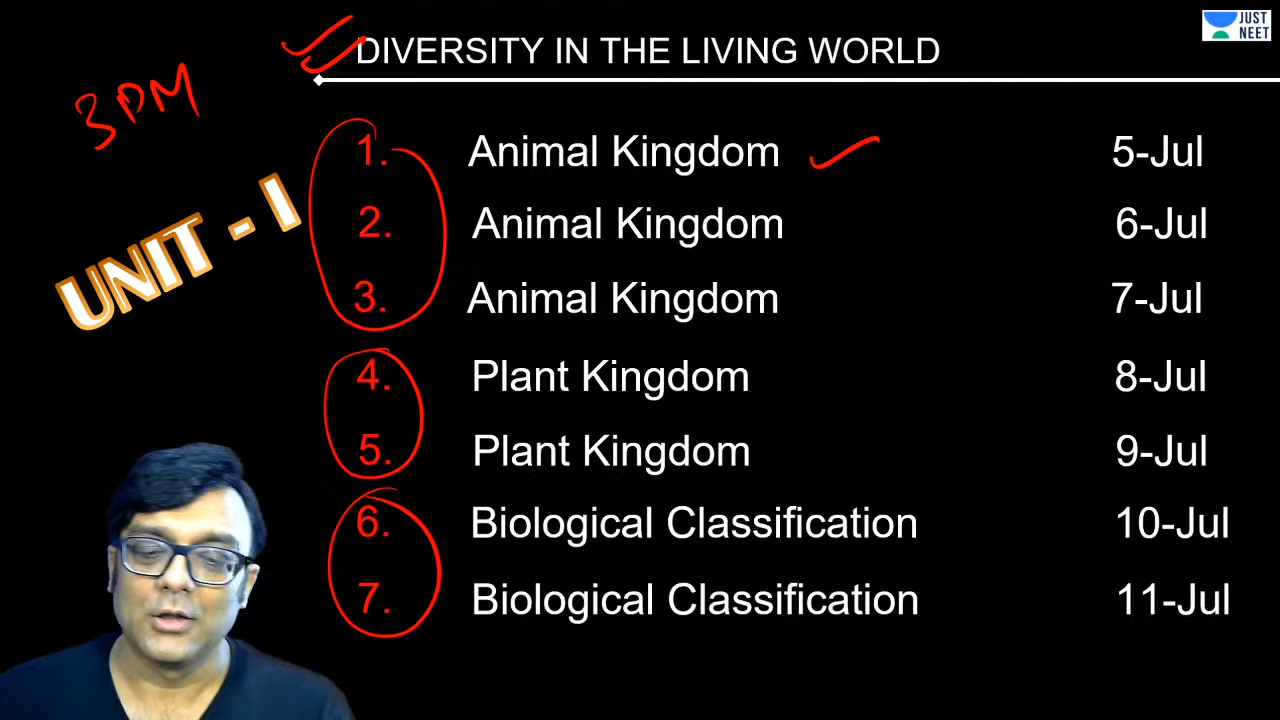 JUST
NEET
DIVERSITY IN THE LIVING WORLD
3 PM
UNIT - I
1. Animal Kingdom 5-Jul
2. Animal Kingdom 6-Jul
3. Animal Kingdom 7-Jul
4. Plant Kingdom 8-Jul
5. Plant Kingdom 9-Jul
6. Biological Classification 10-Jul
7. Biological Classification 11-Jul